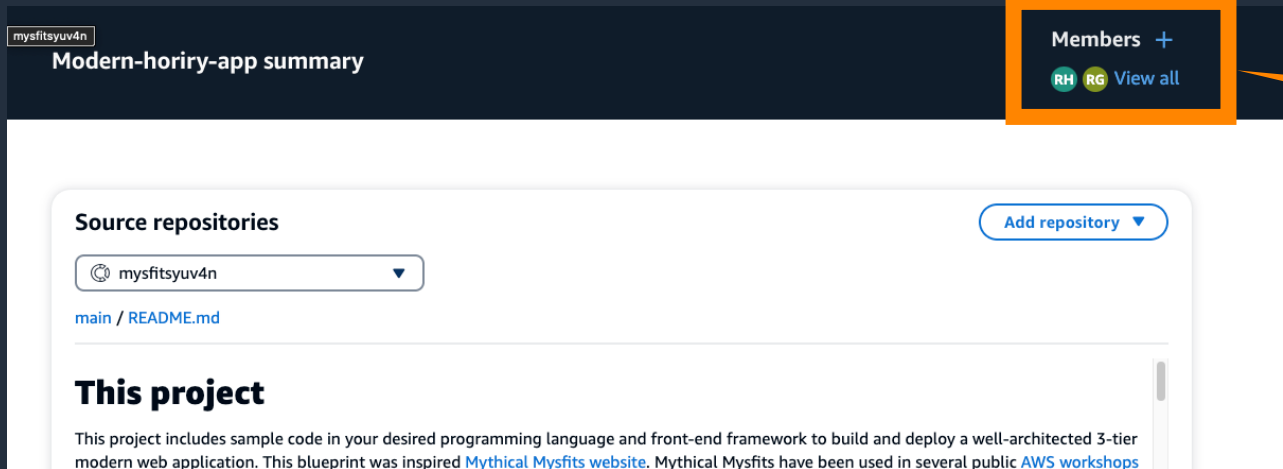 mysfitsyuv4n
Modern-horiry-app summary
Members +
RH RG View all
Source repositories
Add repository
mysfitsyuv4n
main / README.md
This project
This project includes sample code in your desired programming language and front-end framework to build and deploy a well-architected 3-tier
modern web application. This blueprint was inspired Mythical Mysfits website. Mythical Mysfits have been used in several public AWS workshops